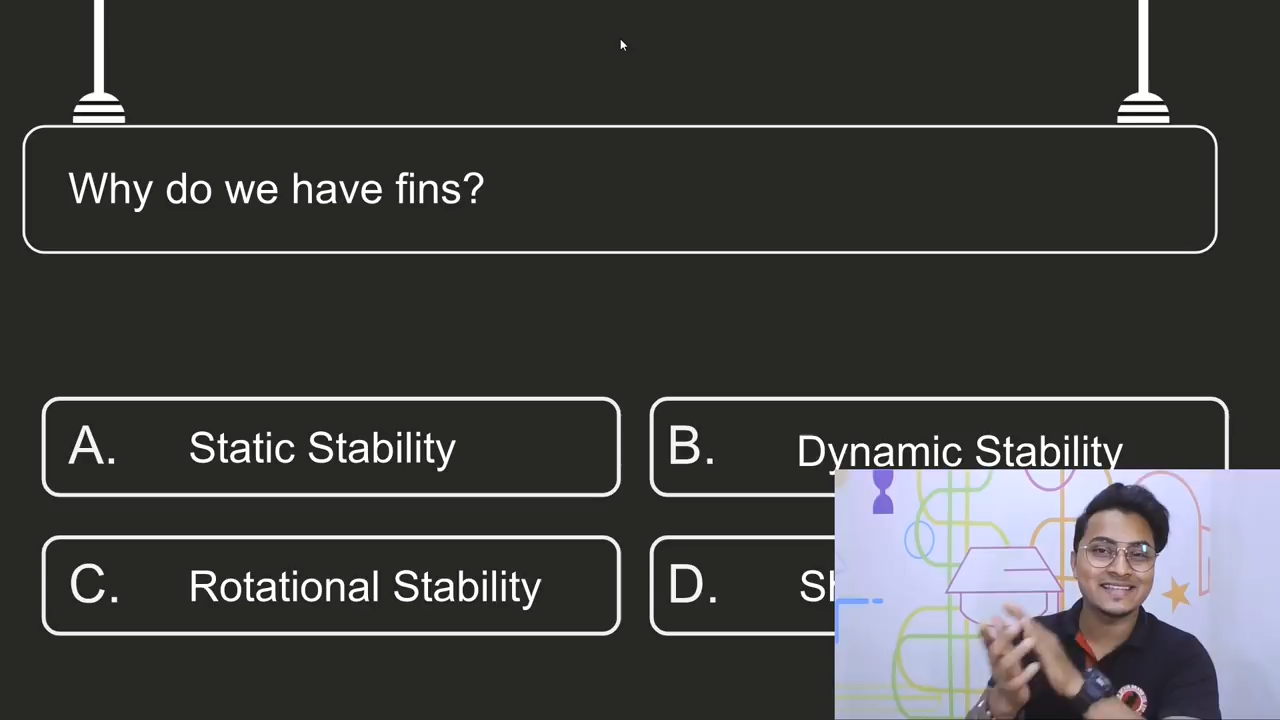 Why do we have fins?
A. Static Stability
B. Dynamic Stability
C. Rotational Stability
D.